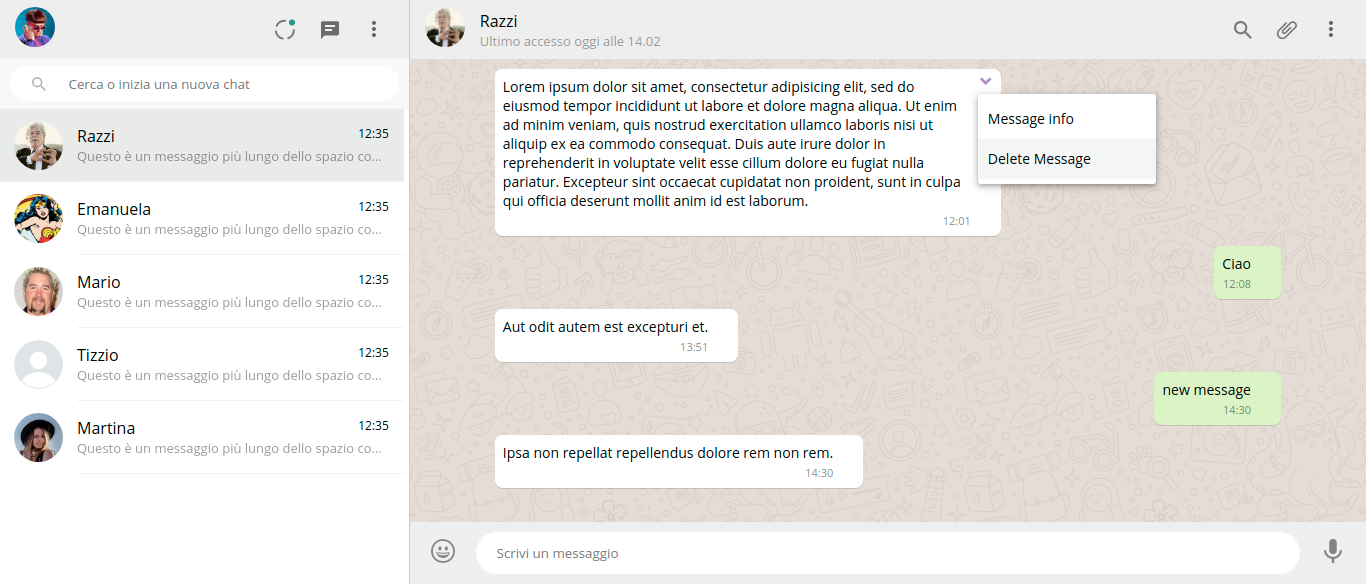 Cerca o inizia una nuova chat
Razzi
12:35
Questo è un messaggio più lungo dello spazio co...
Emanuela
12:35
Questo è un messaggio più lungo dello spazio co...
Mario
12:35
Questo è un messaggio più lungo dello spazio co...
Tizzio
12:35
Questo è un messaggio più lungo dello spazio co...
Martina
12:35
Questo è un messaggio più lungo dello spazio co...
Razzi
Ultimo accesso oggi alle 14.02
Lorem ipsum dolor sit amet, consectetur adipisicing elit, sed do
eiusmod tempor incididunt ut labore et dolore magna aliqua. Ut enim
ad minim veniam, quis nostrud exercitation ullamco laboris nisi ut
aliquip ex ea commodo consequat. Duis aute irure dolor in
reprehenderit in voluptate velit esse cillum dolore eu fugiat nulla
pariatur. Excepteur sint occaecat cupidatat non proident, sunt in culpa
qui officia deserunt mollit anim id est laborum.
12:01
Message info
Delete Message
Ciao
12:08
Aut odit autem est excepturi et.
13:51
new message
14:30
Ipsa non repellat repellendus dolore rem non rem.
14:30
Scrivi un messaggio